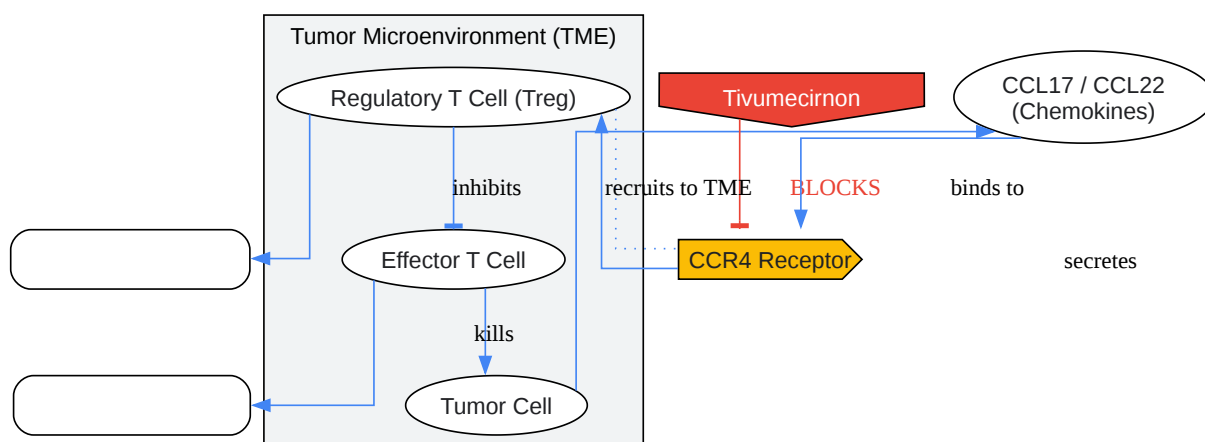 Tumor Microenvironment (TME)
Regulatory T Cell (Treg)
Tivumecirnon
CCL17 / CCL22
(Chemokines)
inhibits
recruits to TME
BLOCKS
binds to
Effector T Cell
CCR4 Receptor
secretes
kills
Tumor Cell